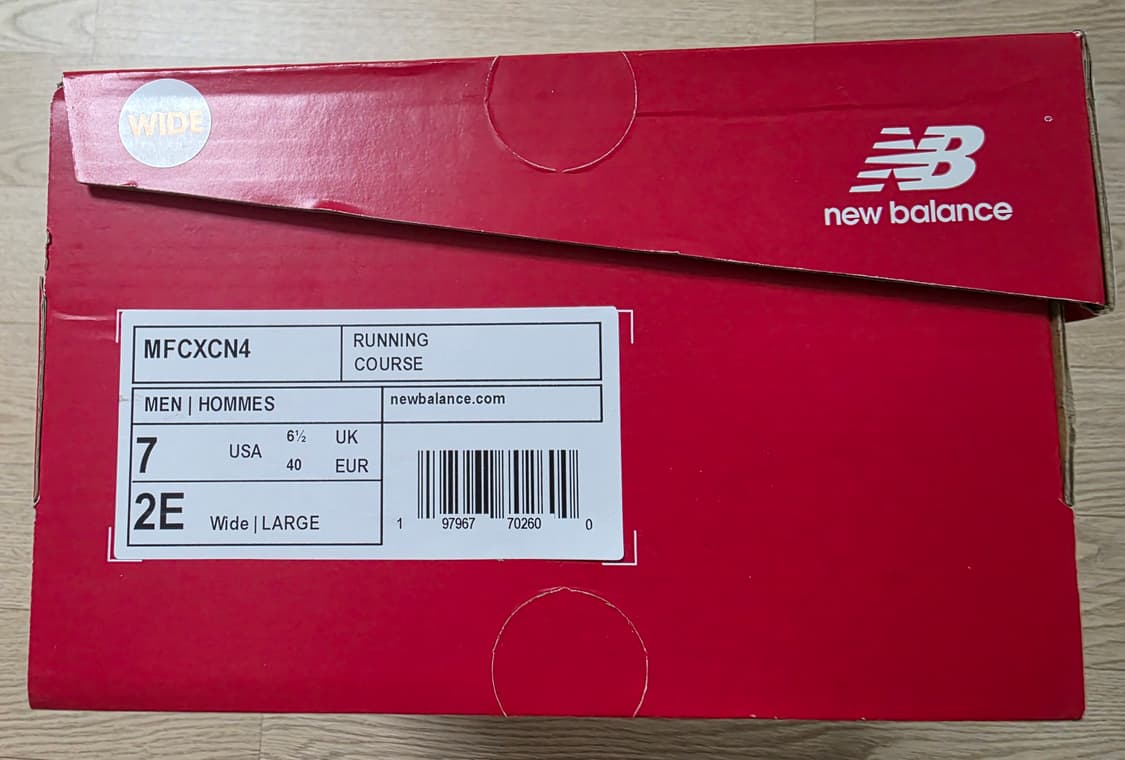 WIDE
NB
new balance
MFCXCN4
RUNNING
COURSE
MEN | HOMMES
newbalance.com
7 USA 6½ UK
40 EUR
2E Wide | LARGE
1 97967 70260 0